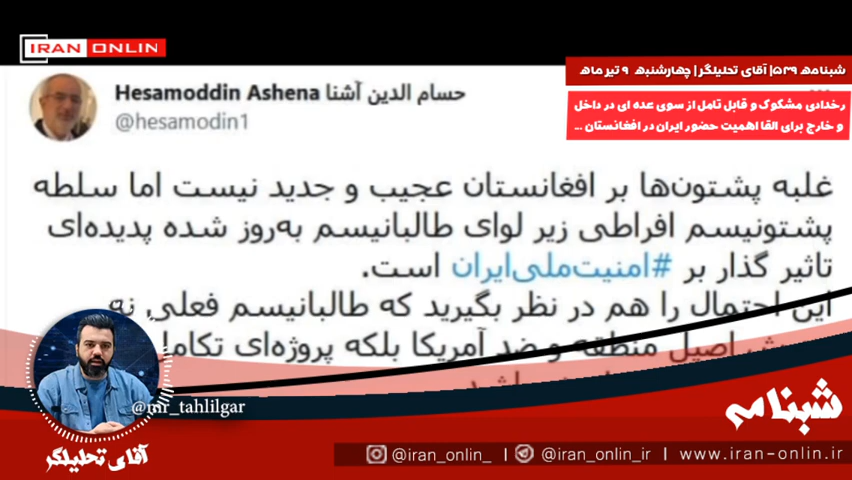 IRAN ONLIN
شبنامه ۵۴۹| آقای تحلیلگر| چهارشنبه ۹ تیر ماه
رخدادی مشکوک و قابل تامل از سوی عده ای در داخل
و خارج برای القا اهمیت حضور ایران در افغانستان ...
Hesamoddin Ashena حسام الدین آشنا
@hesamodin1
غلبه پشتون‌ها بر افغانستان عجیب و جدید نیست اما سلطه
پشتونیسم افراطی زیر لوای طالبانیسم به‌روز شده پدیده‌ای
تاثیر گذار بر #امنیت‌ملی‌ایران است.
این احتمال را هم در نظر بگیرید که طالبانیسم فعلی نه
اصیل منطقه و ضد آمریکا بلکه پروژه‌ای
@mr_tahlilgar
آقای تحلیلگر
شبنامه
@iran_onlin_ | @iran_onlin_ir | www.iran-onlin.ir